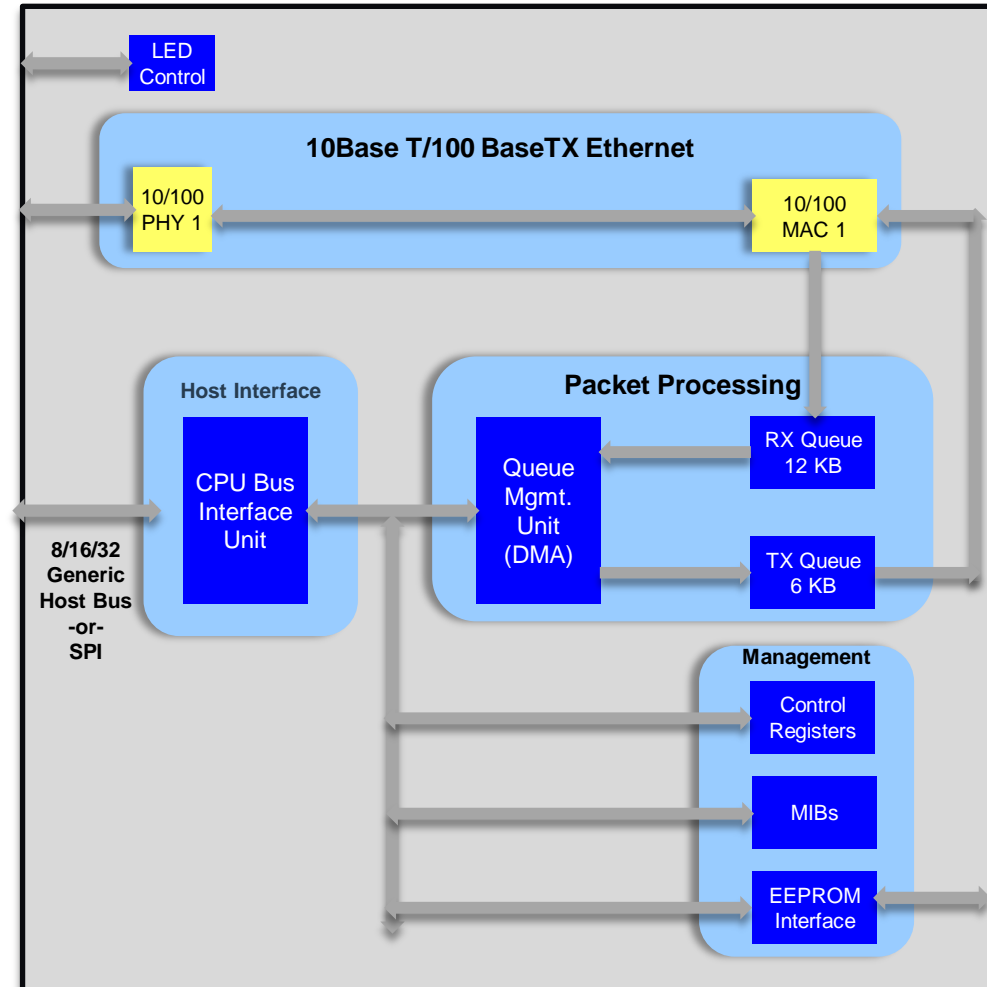 LED
Control
10Base T/100 BaseTX Ethernet
10/100
PHY 1
10/100
MAC 1
Host Interface
CPU Bus
Interface
Unit
8/16/32
Generic
Host Bus
-or-
SPI
Packet Processing
Queue
Mgmt.
Unit
(DMA)
RX Queue
12 KB
TX Queue
6 KB
Management
Control
Registers
MIBs
EEPROM
Interface